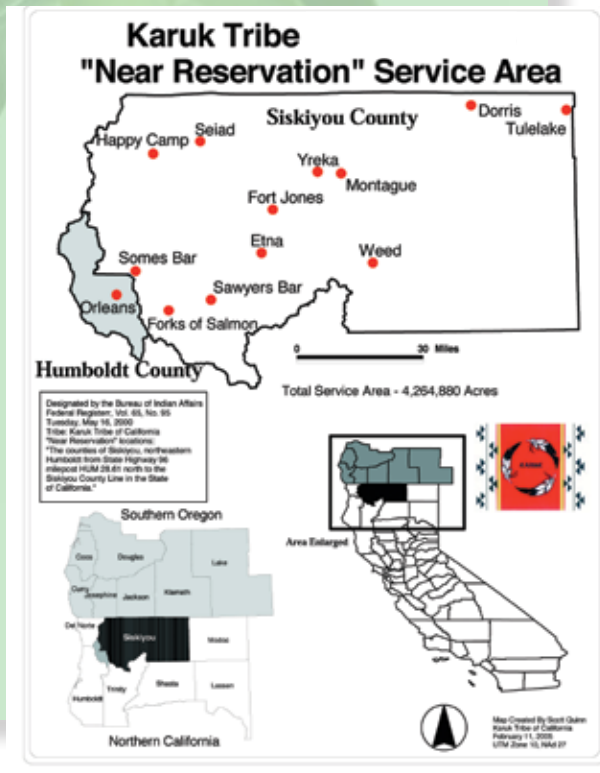 Karuk Tribe
"Near Reservation" Service Area
Siskiyou County
Dorris
Tulelake
Happy Camp
Seiad
Yreka
Montague
Fort Jones
Etna
Weed
Somes Bar
Sawyers Bar
Orleans
Forks of Salmon
Humboldt County
0 30 Miles
Total Service Area - 4,264,880 Acres
Designated by the Bureau of Indian Affairs
Federal Registerr, Vol. 65, No. 95
Tuesday, May 16, 2000
Tribe: Karuk Tribe of California
"Near Reservation" locations:
"The counties of Siskiyou, northeastern
Humboldt from State Highway 96
milepost HUM 28.61 north to the
Siskiyou County Line in the State
of California."
KARUK
Area Enlarged
Southern Oregon
Coos
Douglas
Lake
Curry
Josephine
Jackson
Klamath
Del Norte
Siskiyou
Modoc
Humboldt
Trinity
Shasta
Lassen
Northern California
Map Created By Scott Quinn
Karuk Tribe of California
February 11, 2005
UTM Zone 10, NAd 27